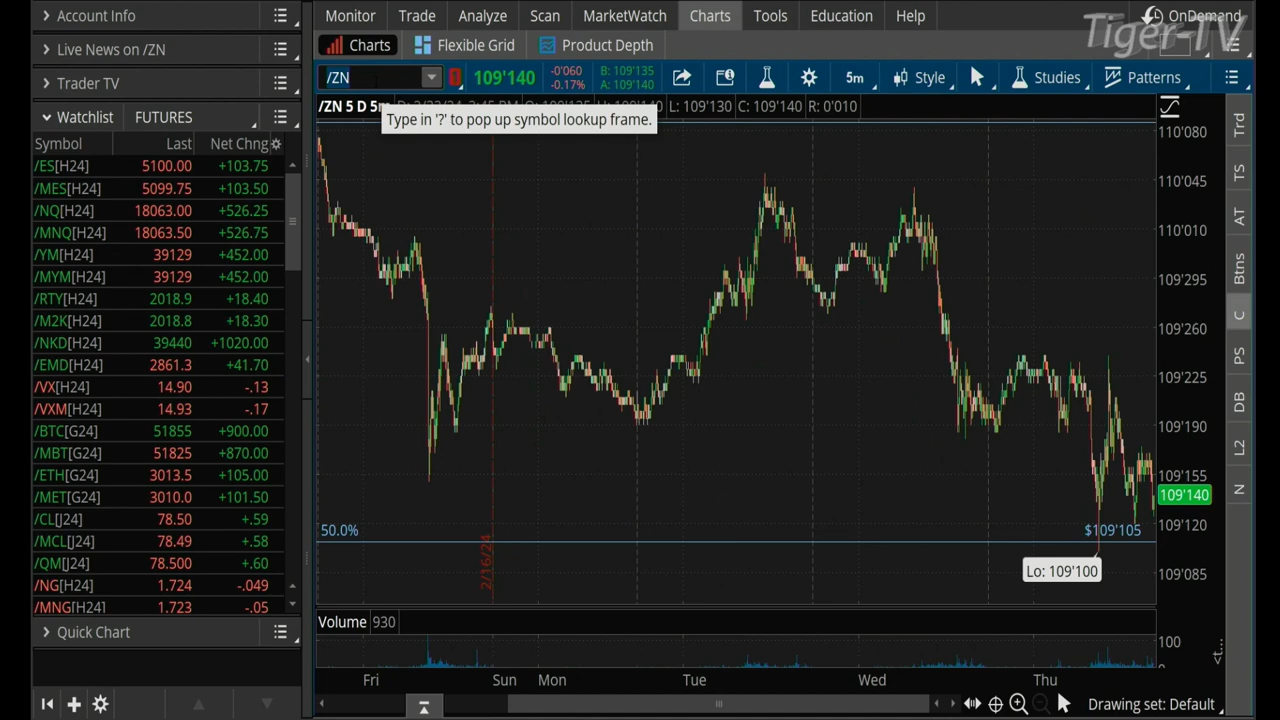 Account Info
Monitor Trade Analyze Scan MarketWatch Charts Tools Education Help OnDemand
Tiger-TV
Live News on /ZN
Charts Flexible Grid Product Depth
Trader TV
/ZN 109'140 -0'060 -0.17% B: 109'135 A: 109'140 5m Style Studies Patterns
/ZN 5 D 5m L: 109'130 C: 109'140 R: 0'010
Type in '?' to pop up symbol lookup frame.
Watchlist FUTURES
Symbol Last Net Chng
/ES[H24] 5100.00 +103.75
/MES[H24] 5099.75 +103.50
/NQ[H24] 18063.00 +526.25
/MNQ[H24] 18063.50 +526.75
/YM[H24] 39129 +452.00
/MYM[H24] 39129 +452.00
/RTY[H24] 2018.9 +18.40
/M2K[H24] 2018.8 +18.30
/NKD[H24] 39440 +1020.00
/EMD[H24] 2861.3 +41.70
/VX[H24] 14.90 -.13
/VXM[H24] 14.93 -.17
/BTC[G24] 51855 +900.00
/MBT[G24] 51825 +870.00
/ETH[G24] 3013.5 +105.00
/MET[G24] 3010.0 +101.50
/CL[J24] 78.50 +.59
/MCL[J24] 78.49 +.58
/QM[J24] 78.500 +.60
/NG[H24] 1.724 -.049
/MNG[H24] 1.723 -.05
Quick Chart
110'080
110'045
110'010
109'295
109'260
109'225
109'190
109'155
109'140
109'120
109'085
50.0% $109'105
Lo: 109'100
2/16/24
Volume 930
100
0
Fri Sun Mon Tue Wed Thu
Drawing set: Default
Trd
TS
AT
Btns
C
PS
DB
L2
N